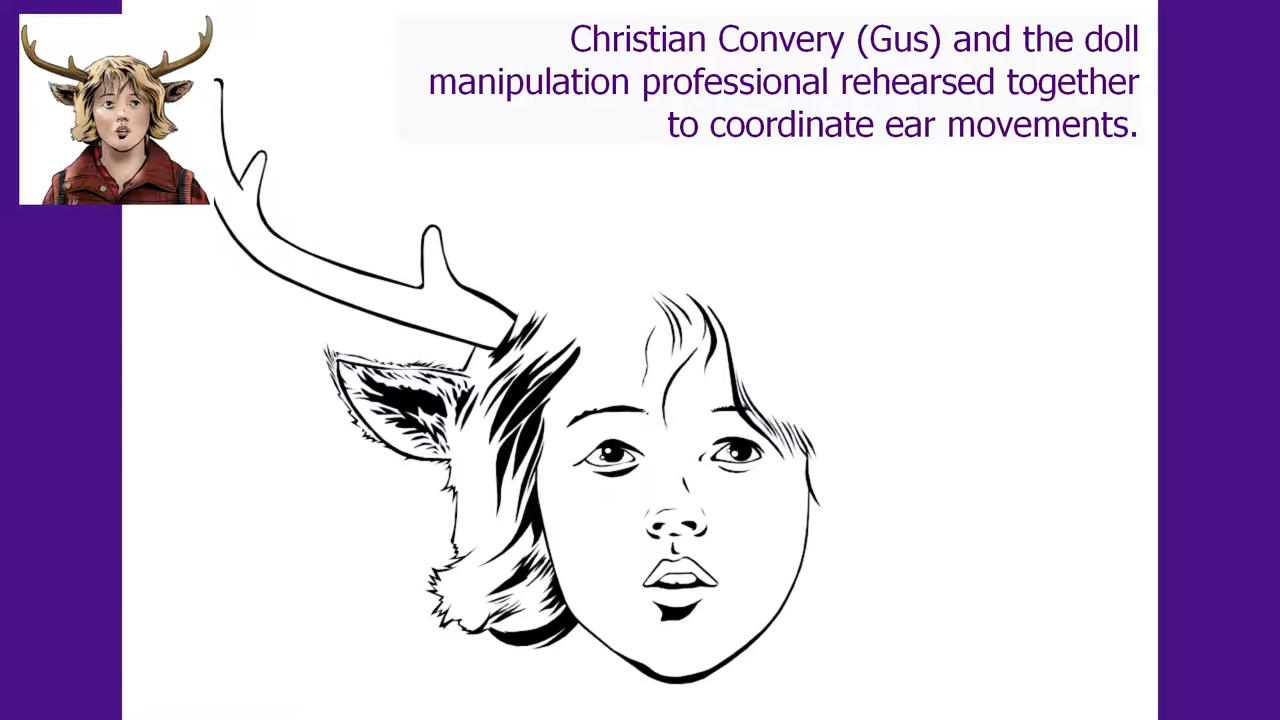 Christian Convery (Gus) and the doll
manipulation professional rehearsed together
to coordinate ear movements.